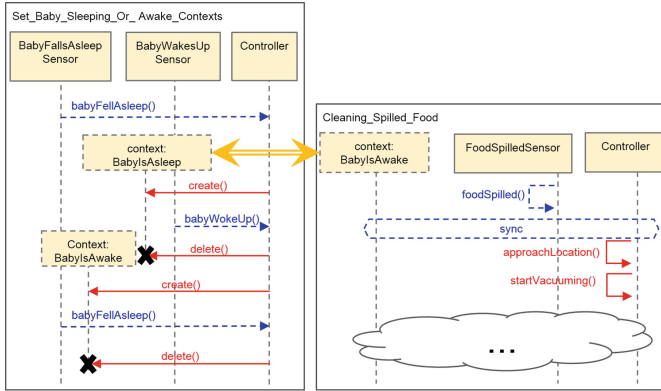 Set_Baby_Sleeping_Or_ Awake_Contexts
BabyFallsAsleep
Sensor
BabyWakesUp
Sensor
Controller
babyFellAsleep()
context:
BabyIsAsleep
create()
babyWokeUp()
Context:
BabyIsAwake
delete()
create()
babyFellAsleep()
delete()
Cleaning_Spilled_Food
context:
BabyIsAwake
FoodSpilledSensor
Controller
foodSpilled()
sync
approachLocation()
startVacuuming()
...